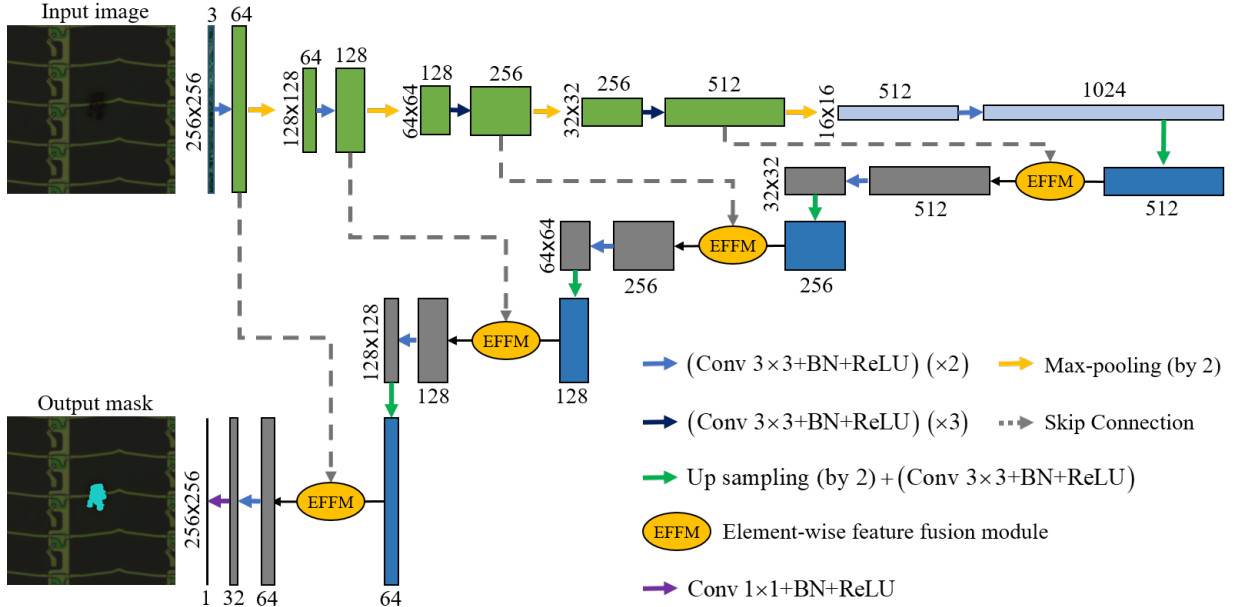 Input image
3
64
256x256
64
128
128x128
128
256
64x64
256
512
32x32
512
1024
16x16
EFFM
512
512
32x32
EFFM
256
256
64x64
EFFM
128
128
128x128
Output mask
256x256
EFFM
1
32
64
64
(Conv 3×3+BN+ReLU) (×2)
Max-pooling (by 2)
(Conv 3×3+BN+ReLU) (×3)
Skip Connection
Up sampling (by 2)+(Conv 3×3+BN+ReLU)
EFFM
Element-wise feature fusion module
Conv 1×1+BN+ReLU